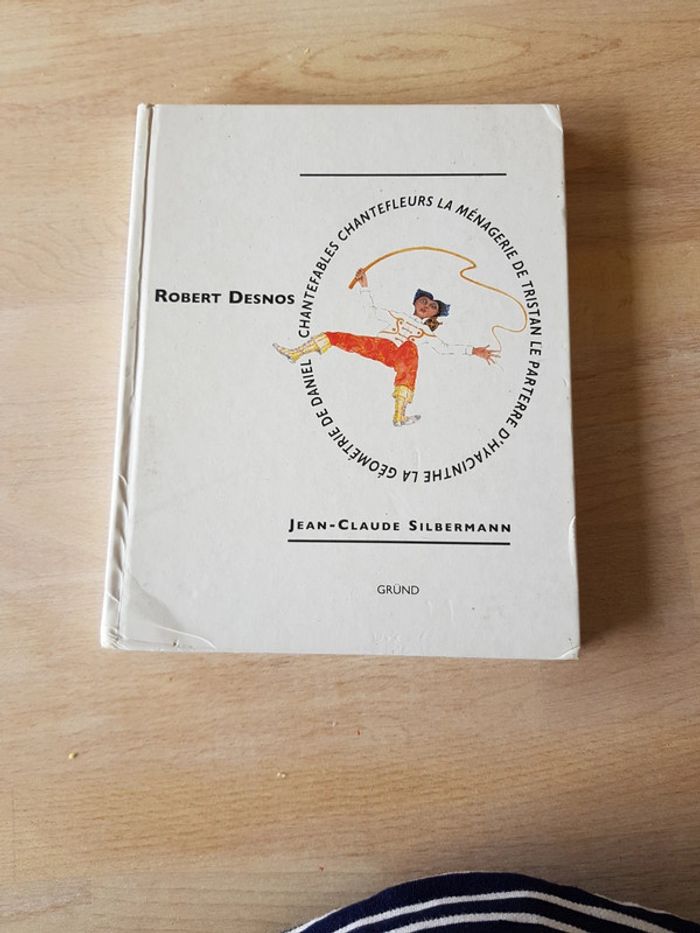 ROBERT DESNOS
CHANTEFABLES CHANTEFLEURS LA MÉNAGERIE DE TRISTAN LE PARTERRE D'HYACINTHE LA GÉOMÉTRIE DE DANIEL
JEAN-CLAUDE SILBERMANN
GRÜND